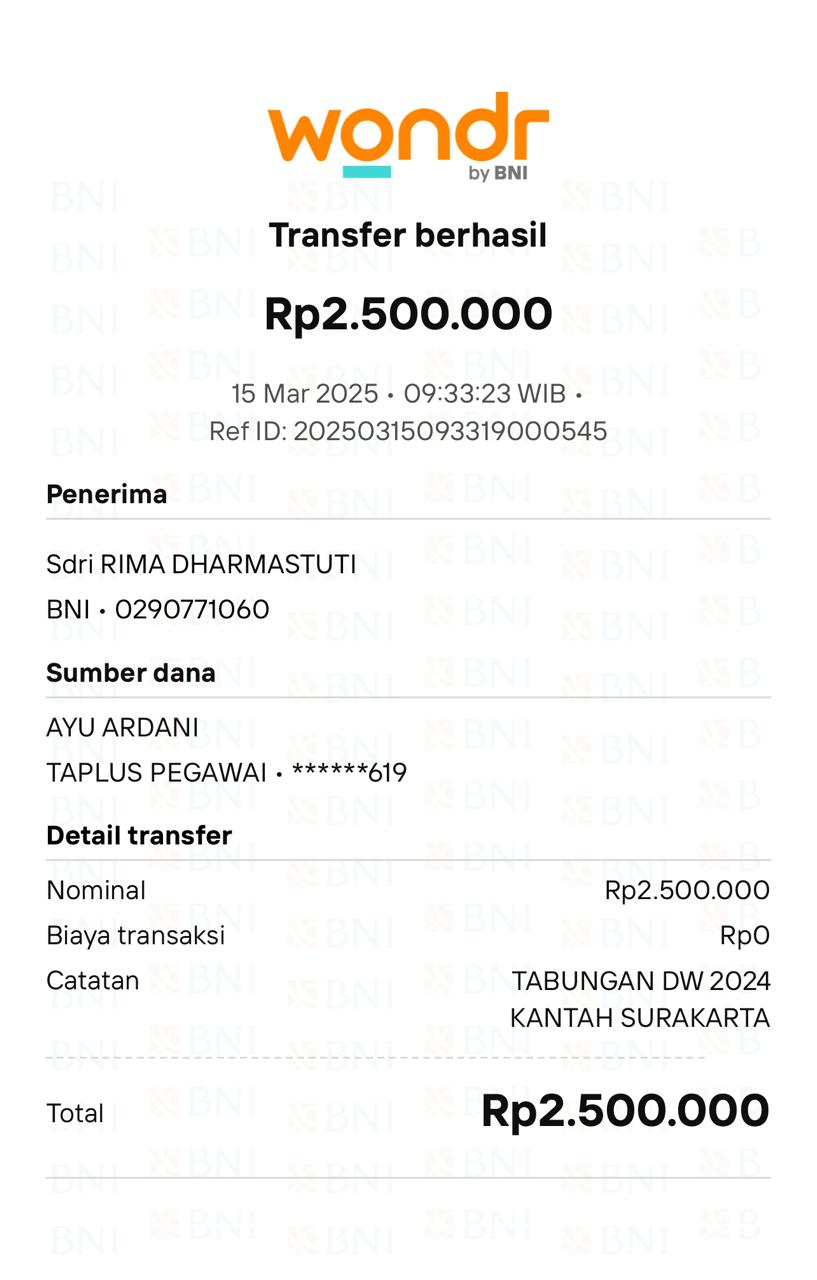 wondr
by BNI
Transfer berhasil
Rp2.500.000
15 Mar 2025 • 09:33:23 WIB •
Ref ID: 20250315093319000545
Penerima
Sdri RIMA DHARMASTUTI
BNI • 0290771060
Sumber dana
AYU ARDANI
TAPLUS PEGAWAI • ******619
Detail transfer
Nominal Rp2.500.000
Biaya transaksi Rp0
Catatan TABUNGAN DW 2024
KANTAH SURAKARTA
Total Rp2.500.000